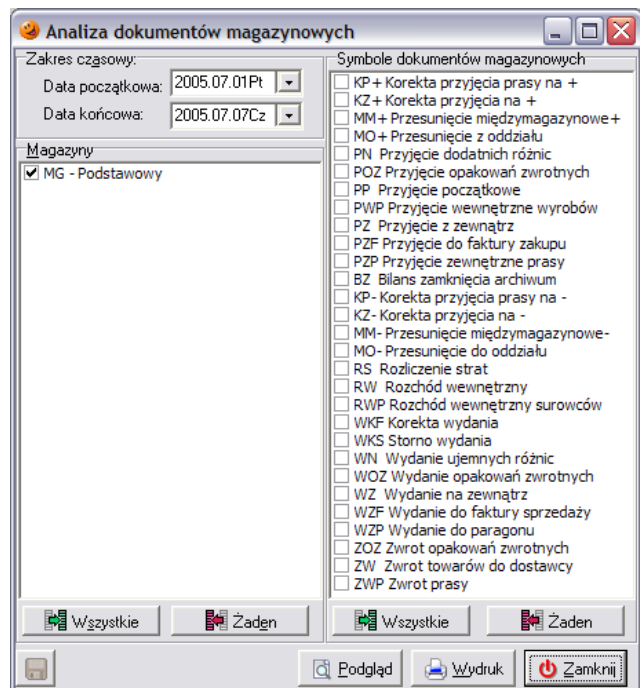 Analiza dokumentów magazynowych
Zakres czasowy:
Data początkowa: 2005.07.01Pt
Data końcowa: 2005.07.07Cz
Magazyny
MG - Podstawowy
Wszystkie
Żaden
Symbole dokumentów magazynowych
KP+ Korekta przyjęcia prasy na +
KZ+ Korekta przyjęcia na +
MM+ Przesunięcie międzymagazynowe+
MO+ Przesunięcie z oddziału
PN Przyjęcie dodatnich różnic
POZ Przyjęcie opakowań zwrotnych
PP Przyjęcie początkowe
PWP Przyjęcie wewnętrzne wyrobów
PZ Przyjęcie z zewnątrz
PZF Przyjęcie do faktury zakupu
PZP Przyjęcie zewnętrzne prasy
BZ Bilans zamknięcia archiwum
KP- Korekta przyjęcia prasy na -
KZ- Korekta przyjęcia na -
MM- Przesunięcie międzymagazynowe-
MO- Przesunięcie do oddziału
RS Rozliczenie strat
RW Rozchód wewnętrzny
RWP Rozchód wewnętrzny surowców
WKF Korekta wydania
WKS Storno wydania
WN Wydanie ujemnych różnic
WOZ Wydanie opakowań zwrotnych
WZ Wydanie na zewnątrz
WZF Wydanie do faktury sprzedaży
WZP Wydanie do paragonu
ZOZ Zwrot opakowań zwrotnych
ZW Zwrot towarów do dostawcy
ZWP Zwrot prasy
Wszystkie
Żaden
Podgląd
Wydruk
Zamknij